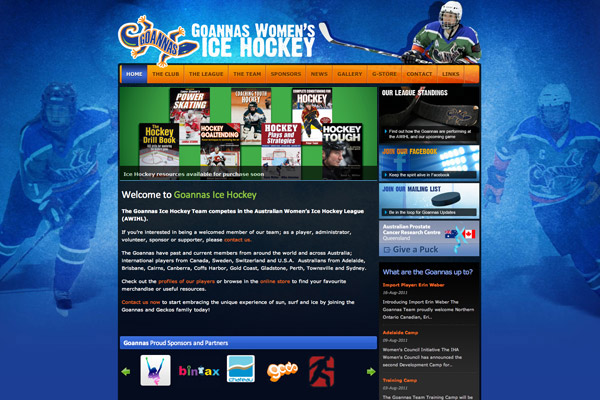 GOANNAS
GOANNAS WOMEN'S
ICE HOCKEY
HOME THE CLUB THE LEAGUE THE TEAM SPONSORS NEWS GALLERY G-STORE CONTACT LINKS
POWER
SKATING
COACHING YOUTH
HOCKEY
COMPLETE CONDITIONING FOR
HOCKEY
The
Hockey
Drill Book
HOCKEY
GOALTENDING
HOCKEY
Plays and
Strategies
HOCKEY
TOUGH
Ice Hockey resources available for purchase soon
Welcome to Goannas Ice Hockey
The Goannas Ice Hockey Team competes in the Australian Women's Ice Hockey League
(AWIHL).
If you're interested in being a welcomed member of our team; as a player, administrator,
volunteer, sponsor or supporter, please contact us.
The Goannas have past and current members from around the world and across Australia;
International players from Canada, Sweden, Switzerland and U.S.A. Australians from Adelaide,
Brisbane, Cairns, Canberra, Coffs Harbor, Gold Coast, Gladstone, Perth, Townsville and Sydney.
Check out the profiles of our players or browse in the online store to find your favourite
merchandise or useful resources.
Contact us now to start embracing the unique experience of sun, surf and ice by joining the
Goannas and Geckos family today!
Goannas Proud Sponsors and Partners
bintax
chateau
geos
OUR LEAGUE STANDINGS
Find out how the Goannas are performing at
the AWIHL and our upcoming game
JOIN OUR FACEBOOK
Keep the spirit alive in Facebook
JOIN OUR MAILING LIST
Be in the loop for Goannas Updates
Australian Prostate
Cancer Research Centre
Queensland
Give a Puck
What are the Goannas up to?
Import Player: Erin Weber
16-Aug-2011
Introducing Import Erin Weber The
Goannas Team proudly welcome Northern
Ontario Canadian, Eri..
Adelaide Camp
09-Aug-2011
Women's Council Initiative The IHA
Women's Council has announced the
second Development Camp for..
Training Camp
02-Aug-2011
The Goannas Team Training Camp will be